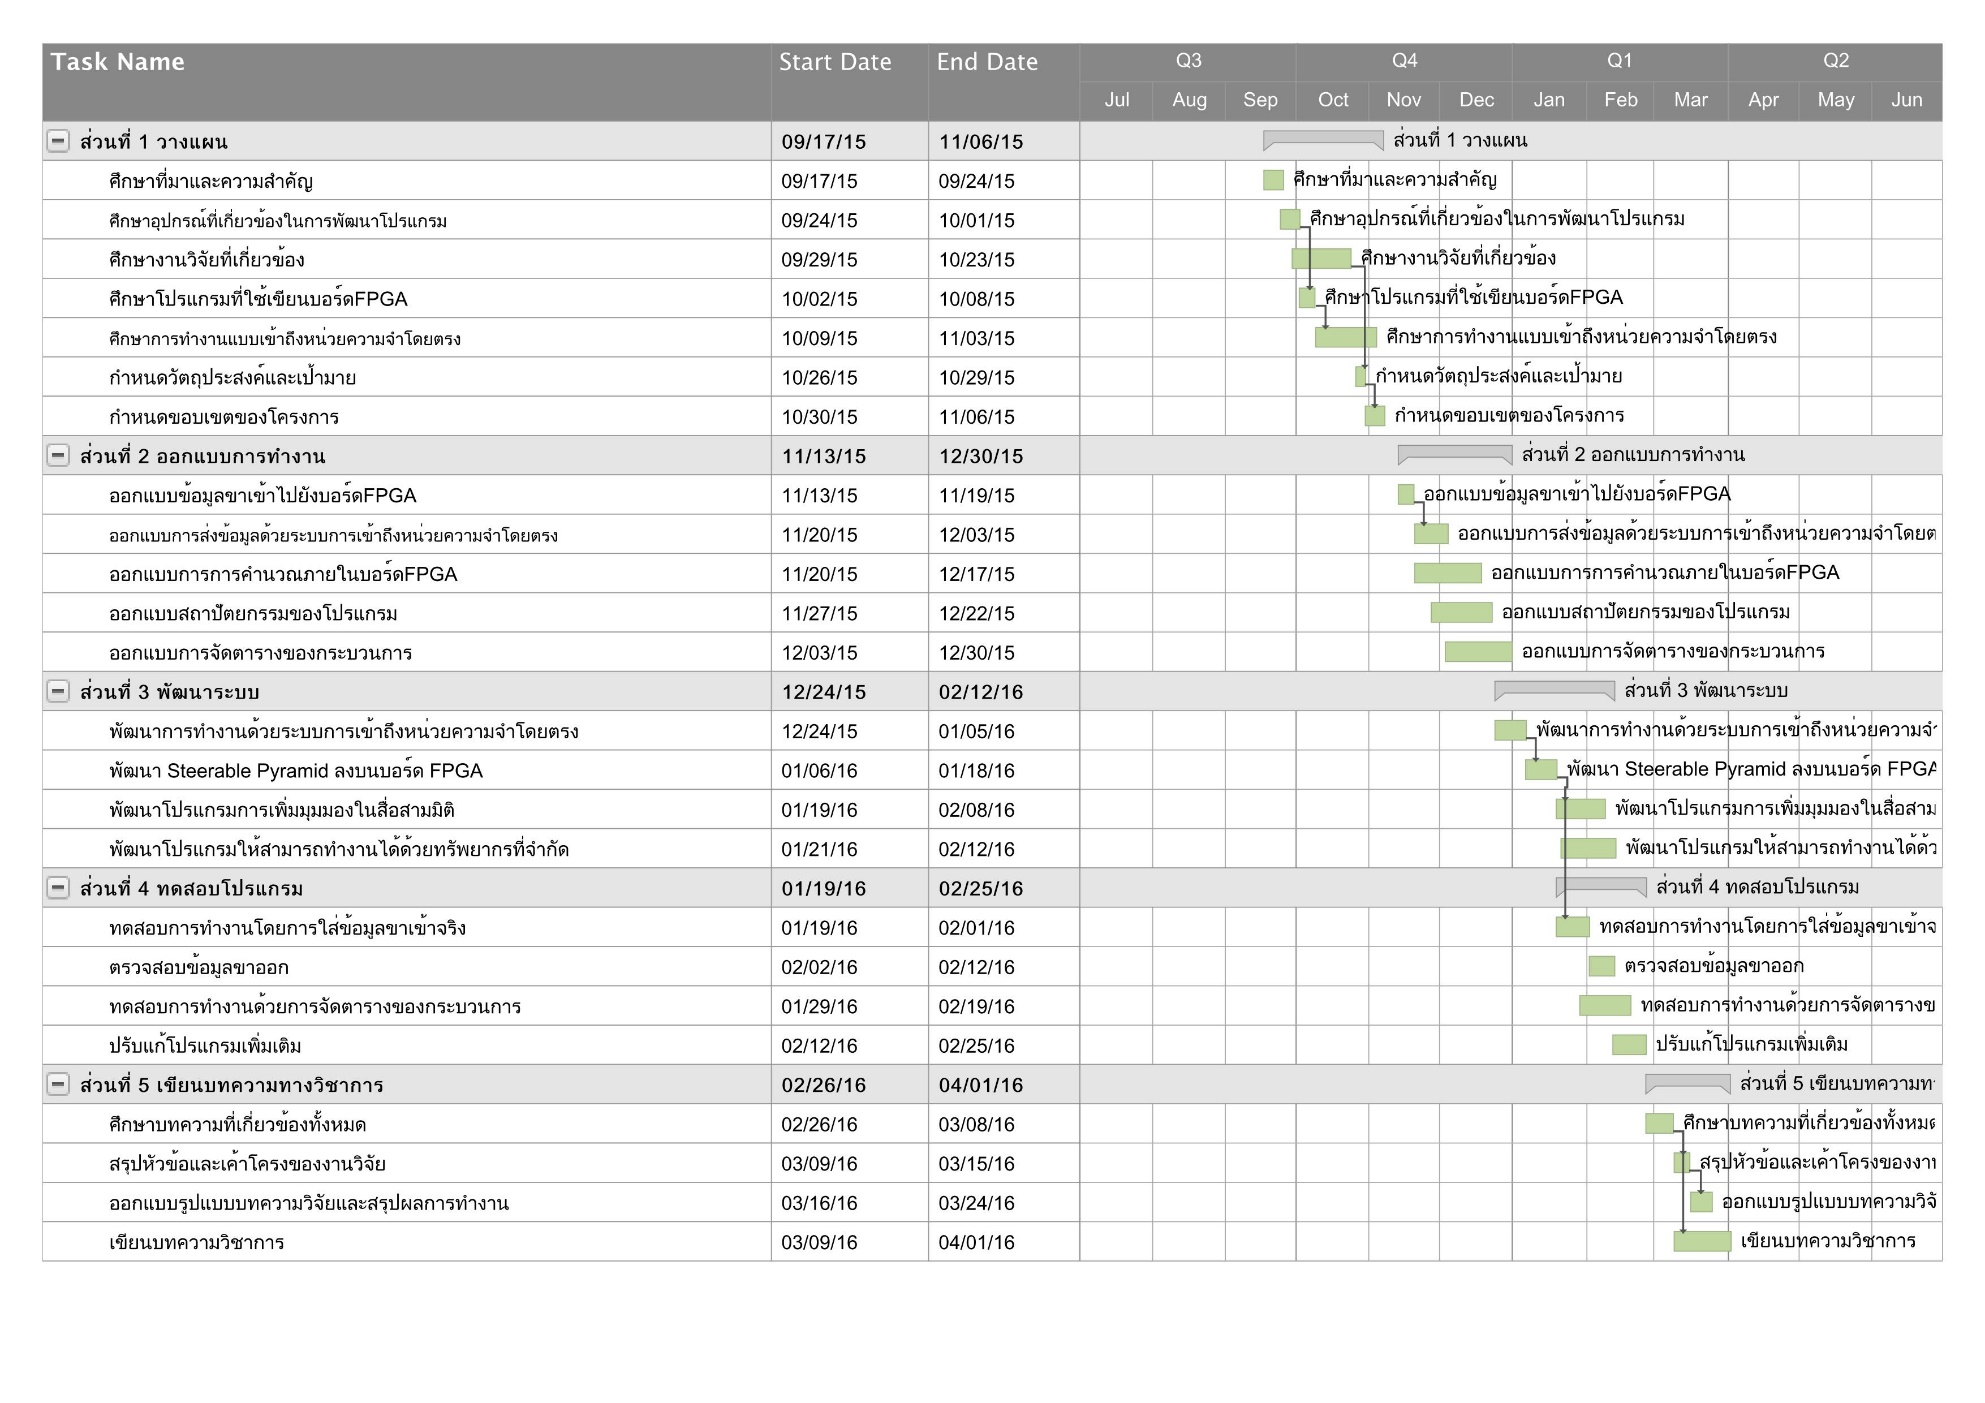 Task Name Start Date End Date Q3 Q4 Q1 Q2
Jul Aug Sep Oct Nov Dec Jan Feb Mar Apr May Jun
ส่วนที่ 1 วางแผน 09/17/15 11/06/15 ส่วนที่ 1 วางแผน
ศึกษาที่มาและความสำคัญ 09/17/15 09/24/15 ศึกษาที่มาและความสำคัญ
ศึกษาอุปกรณ์ที่เกี่ยวข้องในการพัฒนาโปรแกรม 09/24/15 10/01/15 ศึกษาอุปกรณ์ที่เกี่ยวข้องในการพัฒนาโปรแกรม
ศึกษางานวิจัยที่เกี่ยวข้อง 09/29/15 10/23/15 ศึกษางานวิจัยที่เกี่ยวข้อง
ศึกษาโปรแกรมที่ใช้เขียนบอร์ดFPGA 10/02/15 10/08/15 ศึกษาโปรแกรมที่ใช้เขียนบอร์ดFPGA
ศึกษาการทำงานแบบเข้าถึงหน่วยความจำโดยตรง 10/09/15 11/03/15 ศึกษาการทำงานแบบเข้าถึงหน่วยความจำโดยตรง
กำหนดวัตถุประสงค์และเป้ามาย 10/26/15 10/29/15 กำหนดวัตถุประสงค์และเป้ามาย
กำหนดขอบเขตของโครงการ 10/30/15 11/06/15 กำหนดขอบเขตของโครงการ
ส่วนที่ 2 ออกแบบการทำงาน 11/13/15 12/30/15 ส่วนที่ 2 ออกแบบการทำงาน
ออกแบบข้อมูลขาเข้าไปยังบอร์ดFPGA 11/13/15 11/19/15 ออกแบบข้อมูลขาเข้าไปยังบอร์ดFPGA
ออกแบบการส่งข้อมูลด้วยระบบการเข้าถึงหน่วยความจำโดยตรง 11/20/15 12/03/15 ออกแบบการส่งข้อมูลด้วยระบบการเข้าถึงหน่วยความจำโดยต
ออกแบบการการคำนวณภายในบอร์ดFPGA 11/20/15 12/17/15 ออกแบบการการคำนวณภายในบอร์ดFPGA
ออกแบบสถาปัตยกรรมของโปรแกรม 11/27/15 12/22/15 ออกแบบสถาปัตยกรรมของโปรแกรม
ออกแบบการจัดตารางของกระบวนการ 12/03/15 12/30/15 ออกแบบการจัดตารางของกระบวนการ
ส่วนที่ 3 พัฒนาระบบ 12/24/15 02/12/16 ส่วนที่ 3 พัฒนาระบบ
พัฒนาการทำงานด้วยระบบการเข้าถึงหน่วยความจำโดยตรง 12/24/15 01/05/16 พัฒนาการทำงานด้วยระบบการเข้าถึงหน่วยความจำ
พัฒนา Steerable Pyramid ลงบนบอร์ด FPGA 01/06/16 01/18/16 พัฒนา Steerable Pyramid ลงบนบอร์ด FPGA
พัฒนาโปรแกรมการเพิ่มมุมมองในสื่อสามมิติ 01/19/16 02/08/16 พัฒนาโปรแกรมการเพิ่มมุมมองในสื่อสาม
พัฒนาโปรแกรมให้สามารถทำงานได้ด้วยทรัพยากรที่จำกัด 01/21/16 02/12/16 พัฒนาโปรแกรมให้สามารถทำงานได้ด้ว
ส่วนที่ 4 ทดสอบโปรแกรม 01/19/16 02/25/16 ส่วนที่ 4 ทดสอบโปรแกรม
ทดสอบการทำงานโดยการใส่ข้อมูลขาเข้าจริง 01/19/16 02/01/16 ทดสอบการทำงานโดยการใส่ข้อมูลขาเข้าจ
ตรวจสอบข้อมูลขาออก 02/02/16 02/12/16 ตรวจสอบข้อมูลขาออก
ทดสอบการทำงานด้วยการจัดตารางของกระบวนการ 01/29/16 02/19/16 ทดสอบการทำงานด้วยการจัดตารางข
ปรับแก้โปรแกรมเพิ่มเติม 02/12/16 02/25/16 ปรับแก้โปรแกรมเพิ่มเติม
ส่วนที่ 5 เขียนบทความทางวิชาการ 02/26/16 04/01/16 ส่วนที่ 5 เขียนบทความท
ศึกษาบทความที่เกี่ยวข้องทั้งหมด 02/26/16 03/08/16 ศึกษาบทความที่เกี่ยวข้องทั้งหมด
สรุปหัวข้อและเค้าโครงของงานวิจัย 03/09/16 03/15/16 สรุปหัวข้อและเค้าโครงของงา
ออกแบบรูปแบบบทความวิจัยและสรุปผลการทำงาน 03/16/16 03/24/16 ออกแบบรูปแบบบทความวิจั
เขียนบทความวิชาการ 03/09/16 04/01/16 เขียนบทความวิชาการ